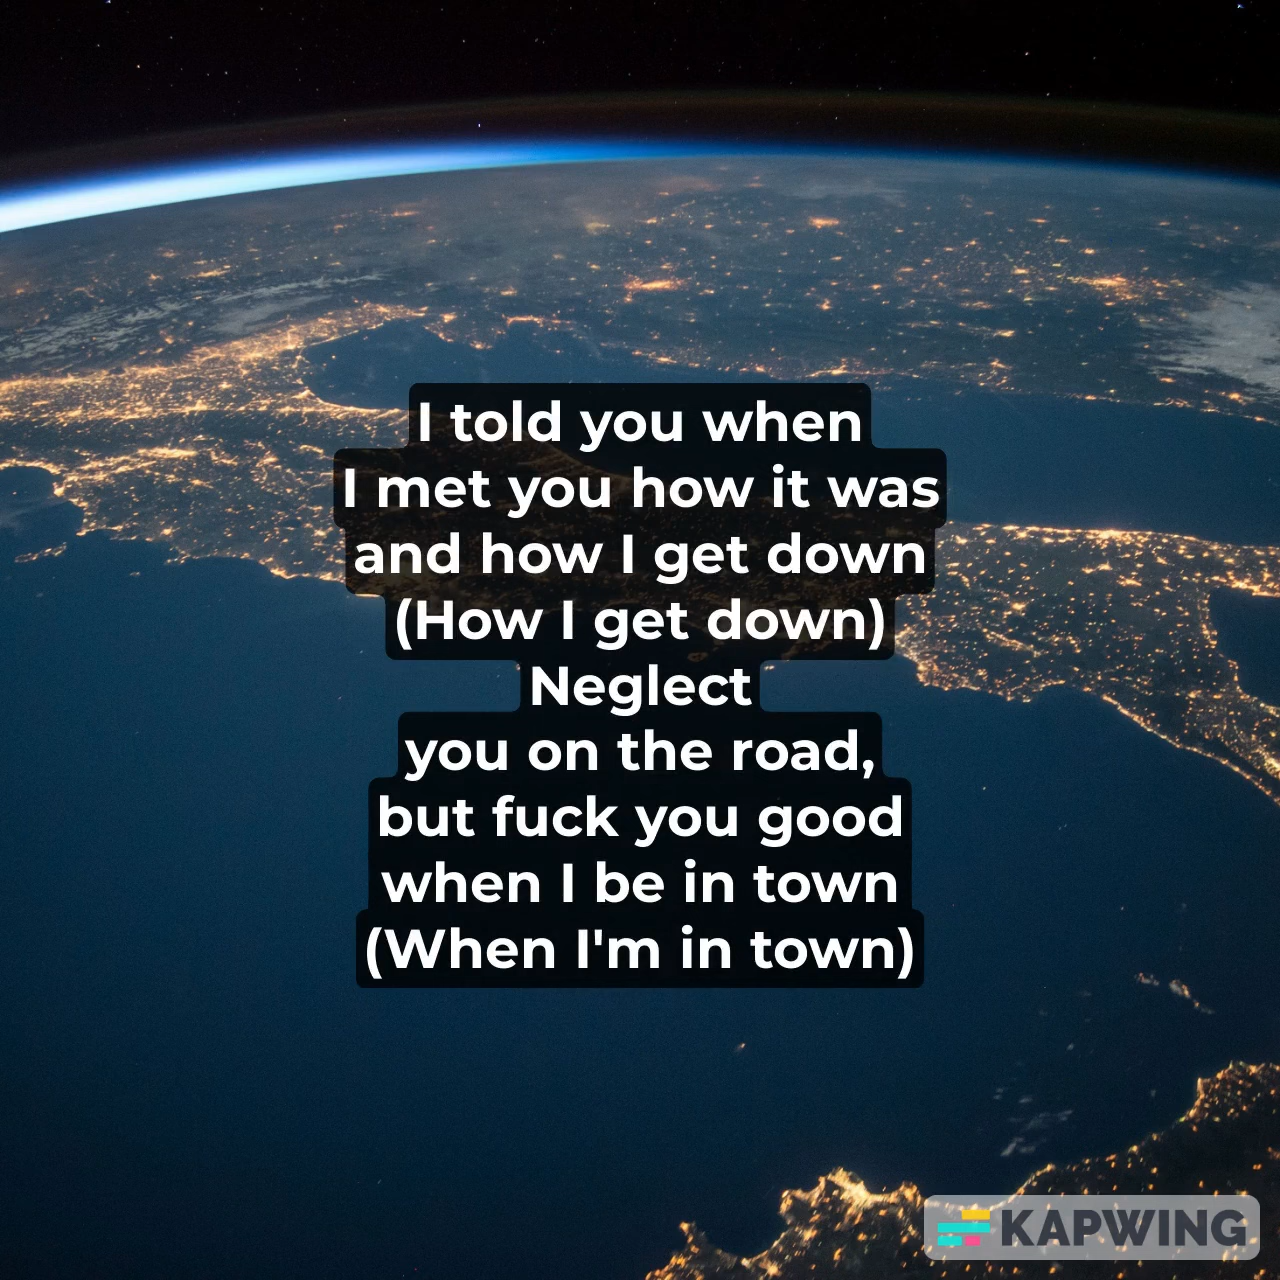 I told you when
I met you how it was
and how I get down
(How I get down)
Neglect
you on the road,
but fuck you good
when I be in town
(When I'm in town)
KAPWING